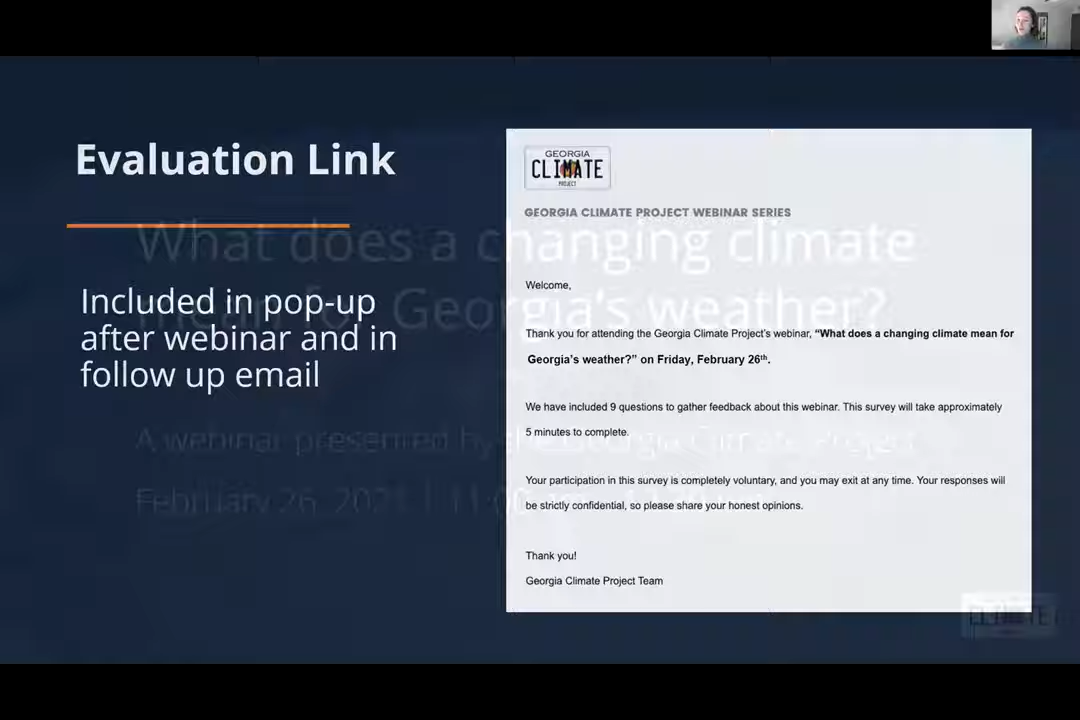 Evaluation Link
Included in pop-up
after webinar and in
follow up email
GEORGIA
CLIMATE
PROJECT
GEORGIA CLIMATE PROJECT WEBINAR SERIES
Welcome,
Thank you for attending the Georgia Climate Project's webinar, “What does a changing climate mean for
Georgia's weather?” on Friday, February 26th.
We have included 9 questions to gather feedback about this webinar. This survey will take approximately
5 minutes to complete.
Your participation in this survey is completely voluntary, and you may exit at any time. Your responses will
be strictly confidential, so please share your honest opinions.
Thank you!
Georgia Climate Project Team
What does a changing climate
mean for Georgia's weather?
A webinar presented by the Georgia Climate Project
February 26, 2021 | 11:00
CLIMATE